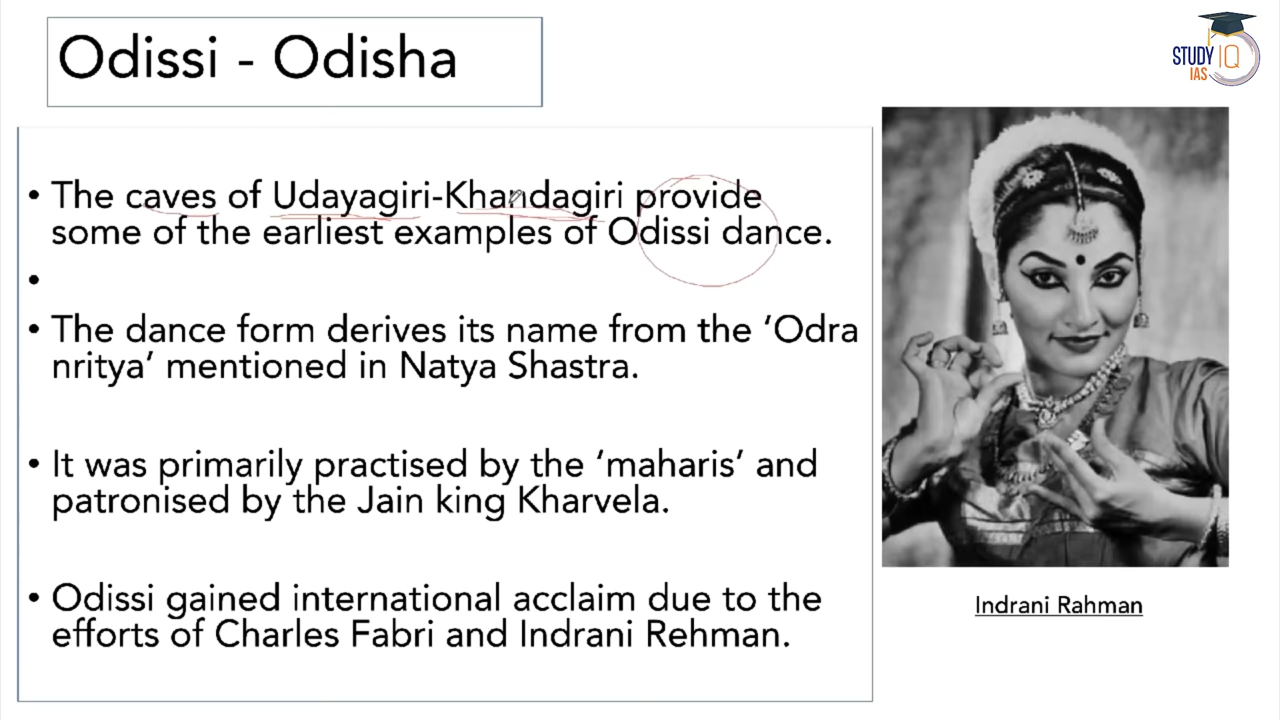 Odissi - Odisha
STUDY IQ
IAS
• The caves of Udayagiri-Khandagiri provide
some of the earliest examples of Odissi dance.
•
• The dance form derives its name from the ‘Odra
nritya’ mentioned in Natya Shastra.
• It was primarily practised by the ‘maharis’ and
patronised by the Jain king Kharvela.
• Odissi gained international acclaim due to the
efforts of Charles Fabri and Indrani Rehman.
Indrani Rahman